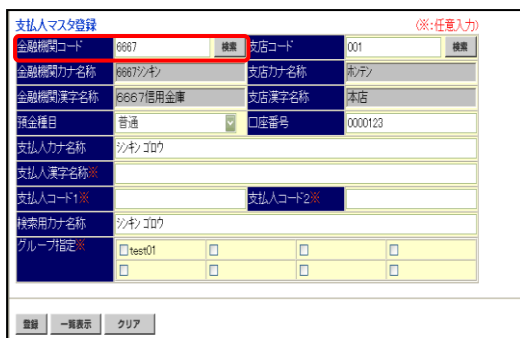 支払人マスタ登録 (※:任意入力)
金融機関コード 6667 検索 支店コード 001 検索
金融機関カナ名称 6667シンキン 支店カナ名称 ホンテン
金融機関漢字名称 6667信用金庫 支店漢字名称 本店
預金種目 普通 口座番号 0000123
支払人カナ名称 シンキン ゴロウ
支払人漢字名称※
支払人コード1※ 支払人コード2※
検索用カナ名称 シンキン ゴロウ
グループ指定※ test01
登録 一覧表示 クリア